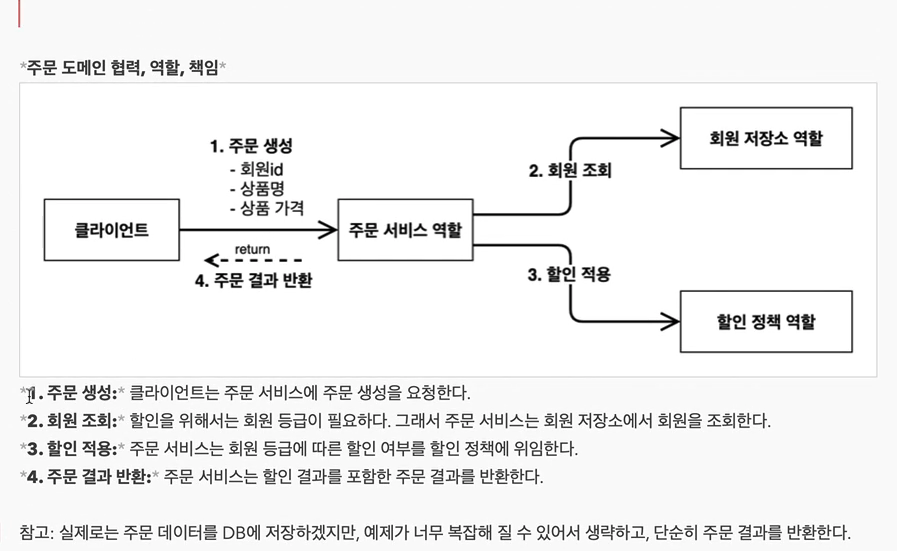 *주문 도메인 협력, 역할, 책임*
1. 주문 생성
- 회원id
- 상품명
- 상품 가격
클라이언트
return
4. 주문 결과 반환
주문 서비스 역할
2. 회원 조회
회원 저장소 역할
3. 할인 적용
할인 정책 역할
*1. 주문 생성:* 클라이언트는 주문 서비스에 주문 생성을 요청한다.
*2. 회원 조회:* 할인을 위해서는 회원 등급이 필요하다. 그래서 주문 서비스는 회원 저장소에서 회원을 조회한다.
*3. 할인 적용:* 주문 서비스는 회원 등급에 따른 할인 여부를 할인 정책에 위임한다.
*4. 주문 결과 반환:* 주문 서비스는 할인 결과를 포함한 주문 결과를 반환한다.
참고: 실제로는 주문 데이터를 DB에 저장하겠지만, 예제가 너무 복잡해 질 수 있어서 생략하고, 단순히 주문 결과를 반환한다.